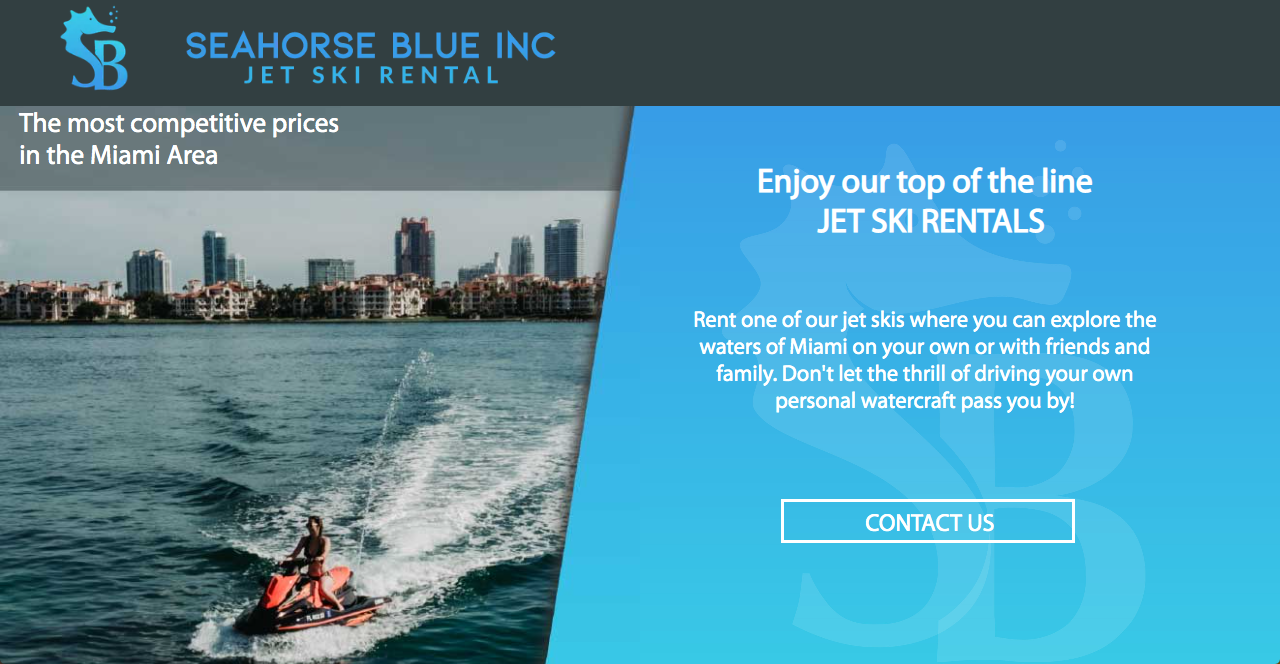 SB
SEAHORSE BLUE INC
JET SKI RENTAL
The most competitive prices
in the Miami Area
Enjoy our top of the line
JET SKI RENTALS
Rent one of our jet skis where you can explore the
waters of Miami on your own or with friends and
family. Don't let the thrill of driving your own
personal watercraft pass you by!
CONTACT US